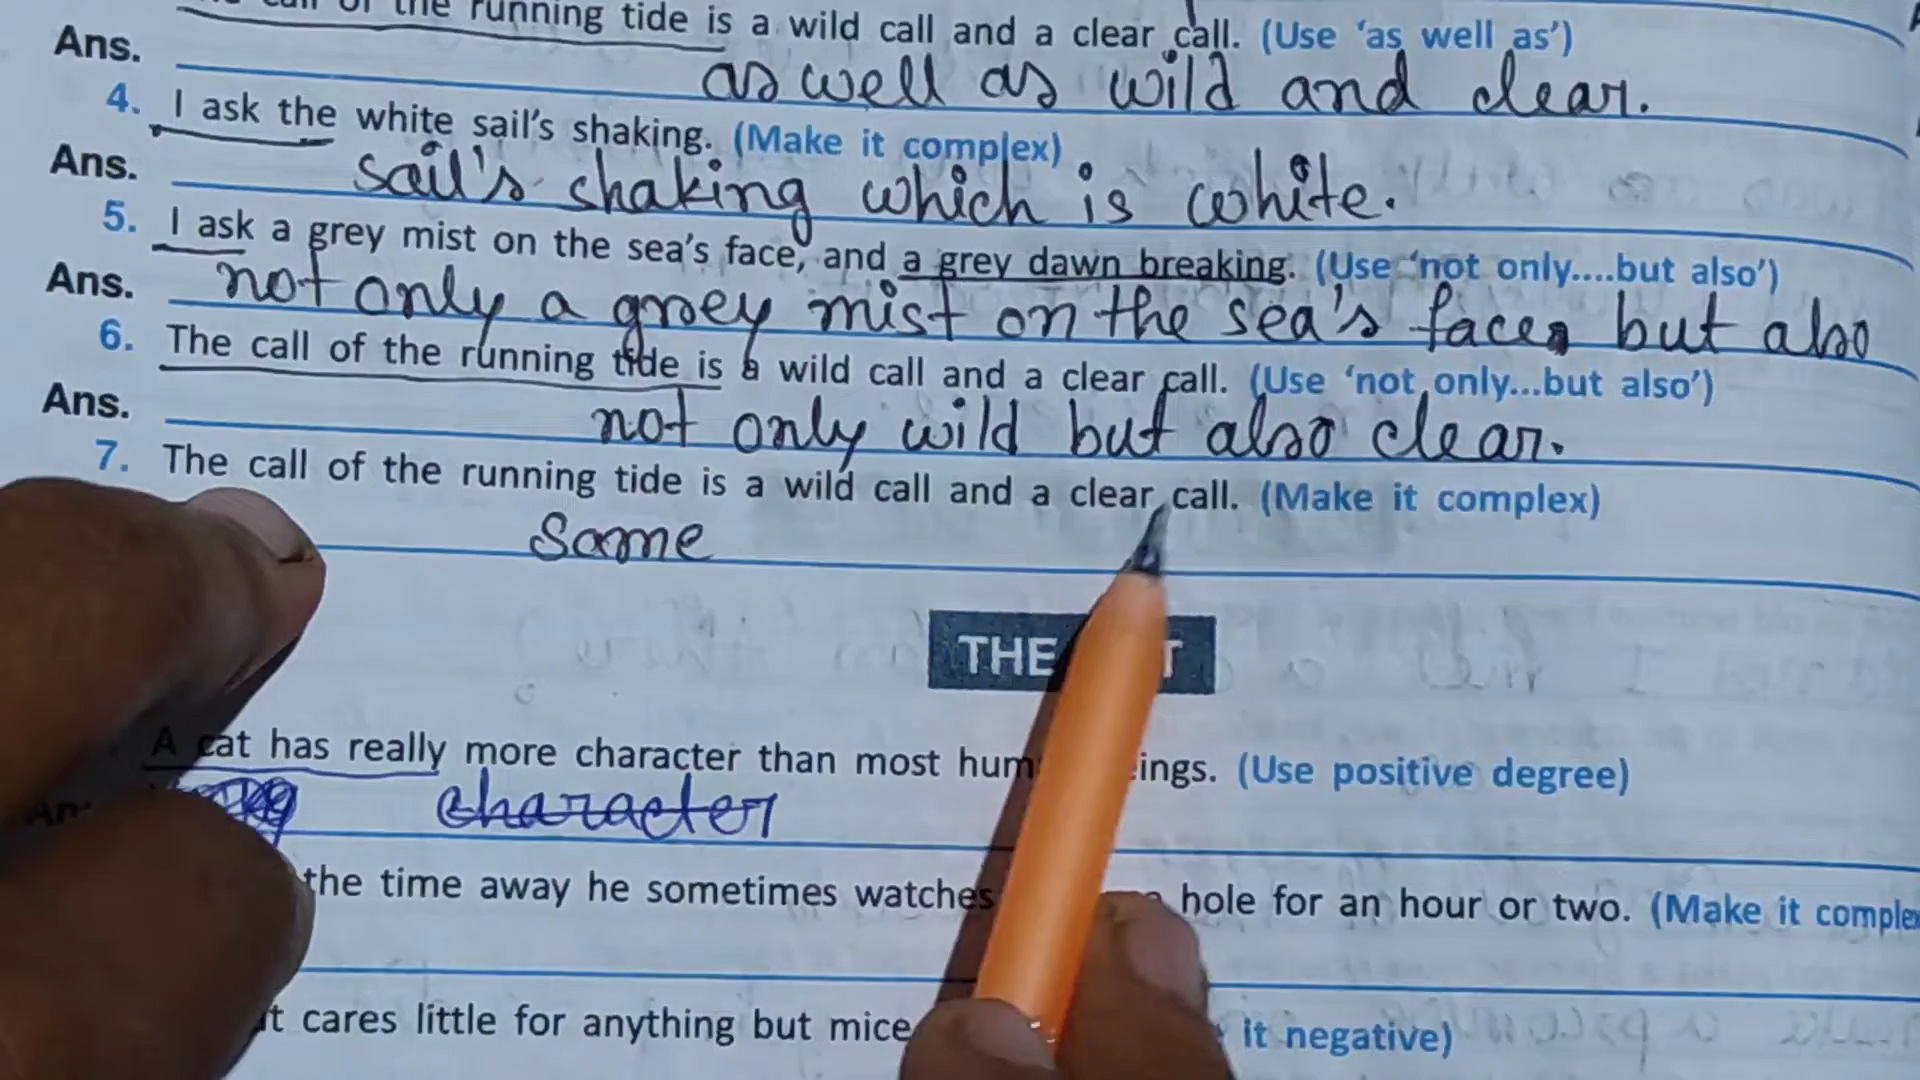 call of the running tide is a wild call and a clear call. (Use 'as well as')
Ans. as well as wild and clear.
4. I ask the white sail's shaking. (Make it complex)
Ans. sail's shaking which is white.
5. I ask a grey mist on the sea's face, and a grey dawn breaking. (Use 'not only....but also')
Ans. not only a grey mist on the sea's face, but also
6. The call of the running tide is a wild call and a clear call. (Use 'not only...but also')
Ans. not only wild but also clear.
7. The call of the running tide is a wild call and a clear call. (Make it complex)
Same
THE
A cat has really more character than most human beings. (Use positive degree)
character
the time away he sometimes watches hole for an hour or two. (Make it complex
cares little for anything but mice it negative)